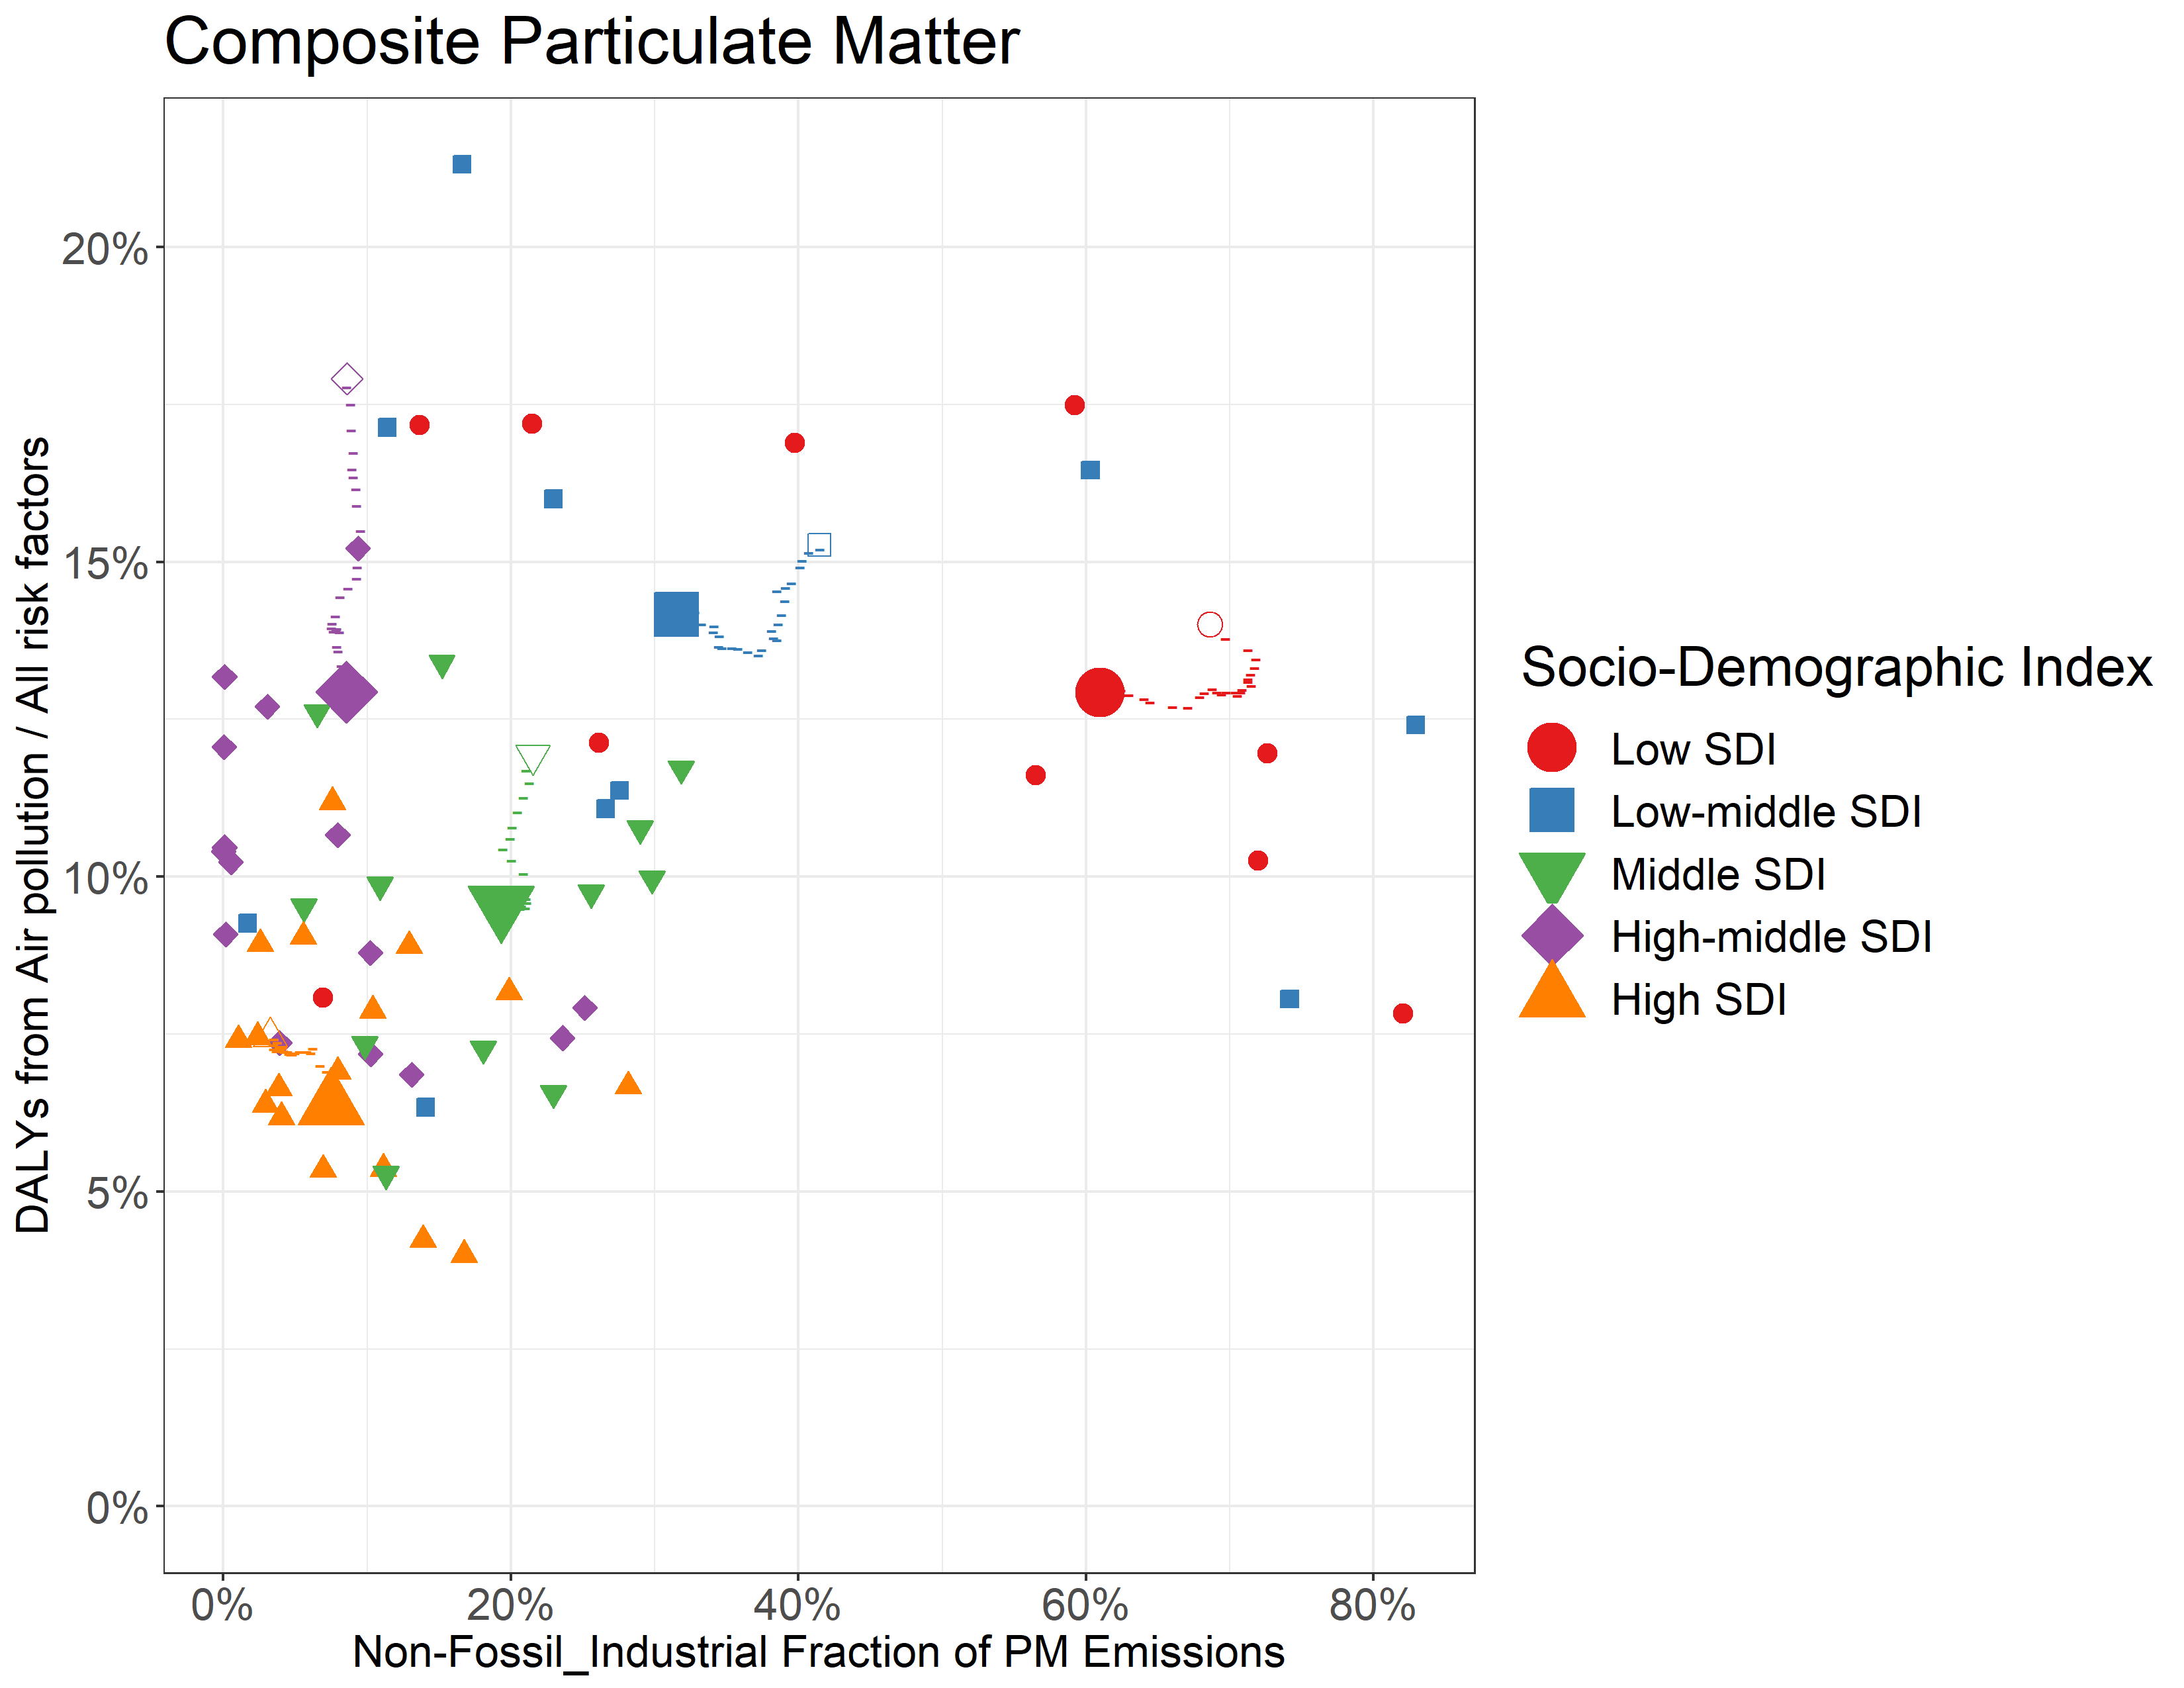 Composite Particulate Matter
DALYs from Air pollution / All risk factors
20%
15%
10%
5%
0%
0%
20%
40%
60%
80%
Non-Fossil_Industrial Fraction of PM Emissions
Socio-Demographic Index
Low SDI
Low-middle SDI
Middle SDI
High-middle SDI
High SDI